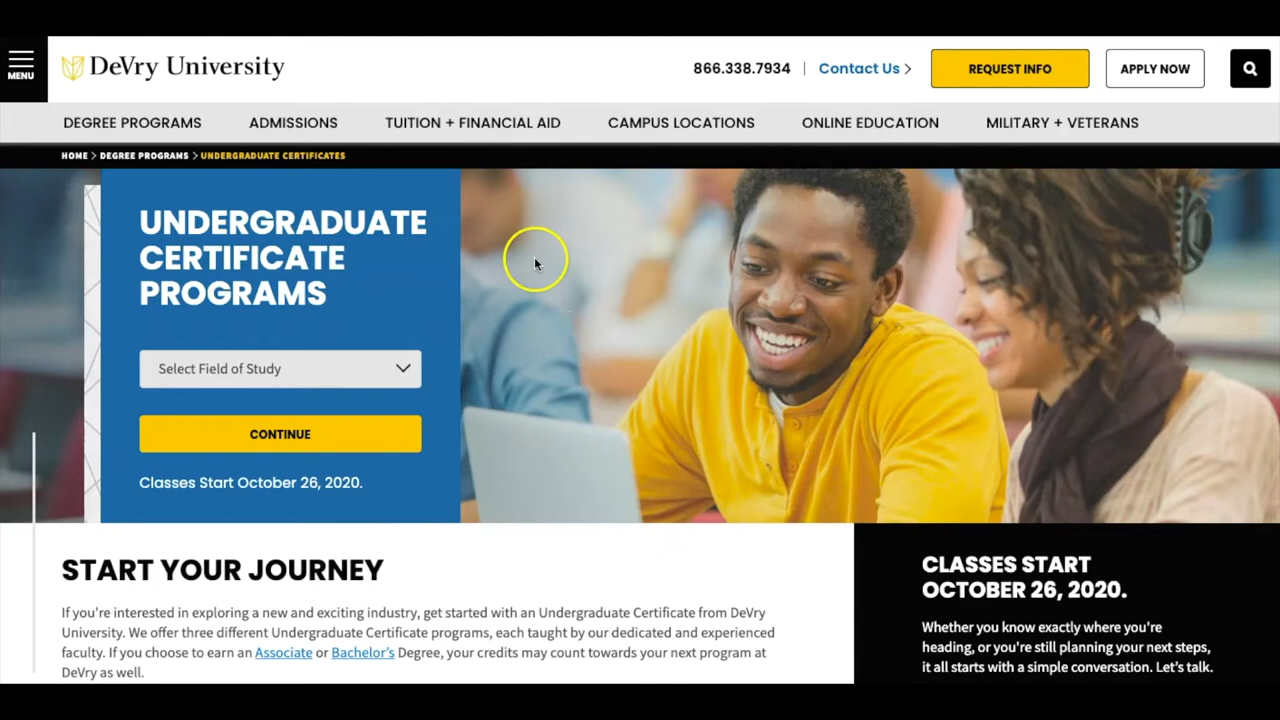 MENU
DeVry University
866.338.7934 | Contact Us >
REQUEST INFO
APPLY NOW
DEGREE PROGRAMS
ADMISSIONS
TUITION + FINANCIAL AID
CAMPUS LOCATIONS
ONLINE EDUCATION
MILITARY + VETERANS
HOME > DEGREE PROGRAMS > UNDERGRADUATE CERTIFICATES
UNDERGRADUATE
CERTIFICATE
PROGRAMS
Select Field of Study
CONTINUE
Classes Start October 26, 2020.
START YOUR JOURNEY
If you're interested in exploring a new and exciting industry, get started with an Undergraduate Certificate from DeVry
University. We offer three different Undergraduate Certificate programs, each taught by our dedicated and experienced
faculty. If you choose to earn an Associate or Bachelor's Degree, your credits may count towards your next program at
DeVry as well.
CLASSES START
OCTOBER 26, 2020.
Whether you know exactly where you're
heading, or you're still planning your next steps,
it all starts with a simple conversation. Let's talk.